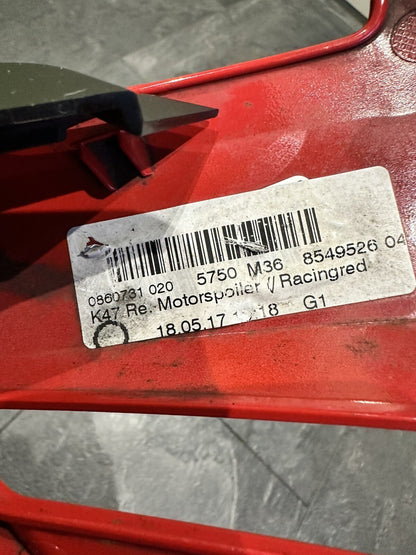 0860731 020 5750 M36 8549526 04
K47 Re. Motorspoiler // Racingred
18.05.17 G1